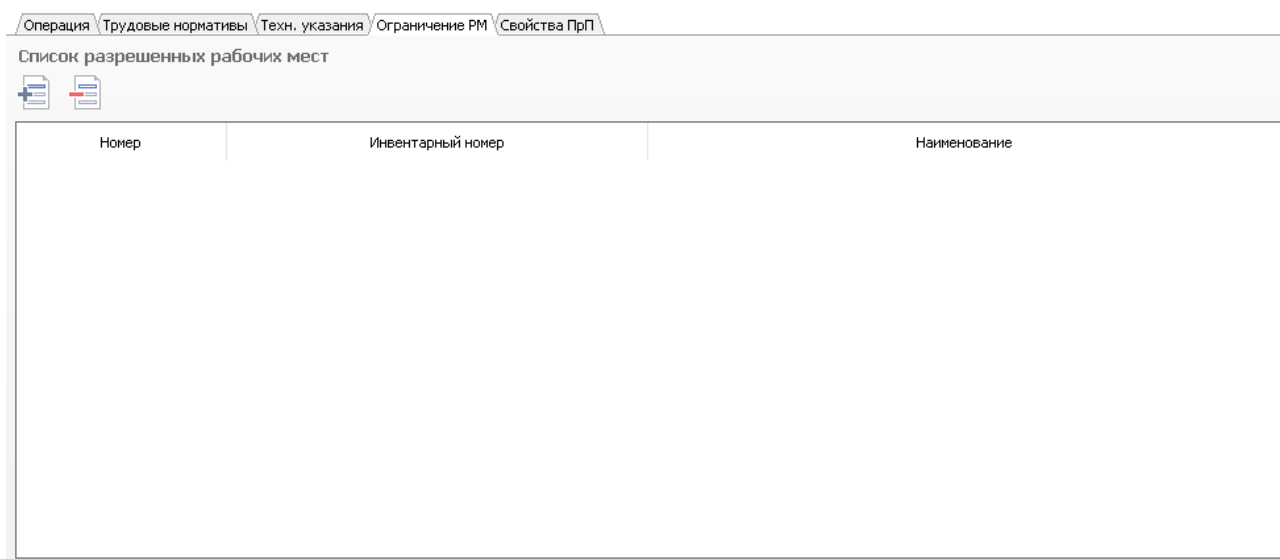 Операция Трудовые нормативы Техн. указания Ограничение РМ Свойства ПрП
Список разрешенных рабочих мест
Номер Инвентарный номер Наименование